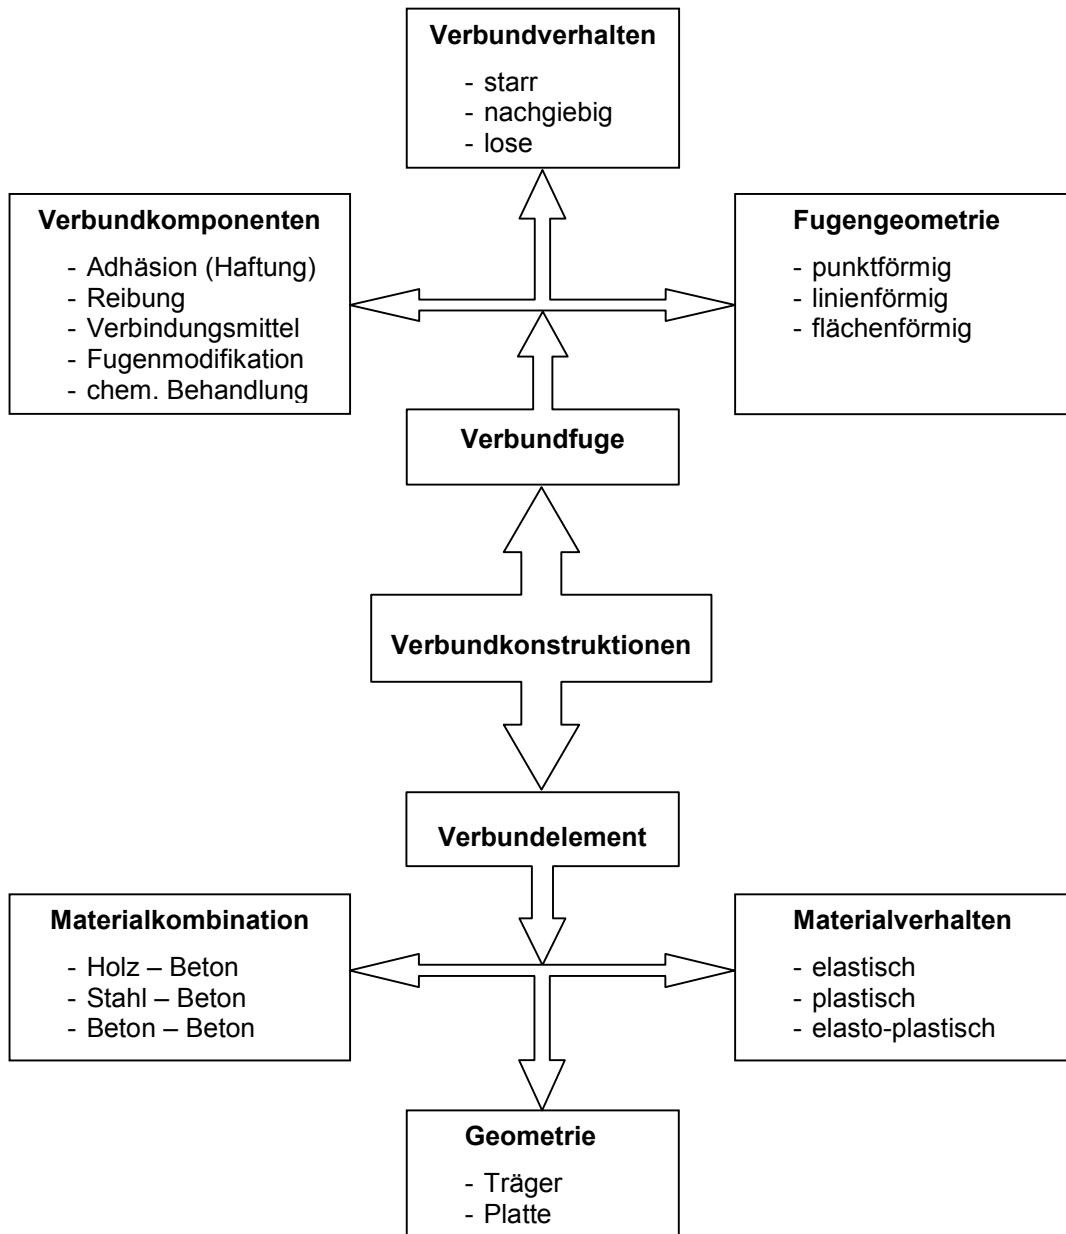 Verbundverhalten
- starr
- nachgiebig
- lose
Verbundkomponenten
- Adhäsion (Haftung)
- Reibung
- Verbindungsmittel
- Fugenmodifikation
- chem. Behandlung
Fugengeometrie
- punktförmig
- linienförmig
- flächenförmig
Verbundfuge
Verbundkonstruktionen
Verbundelement
Materialkombination
- Holz – Beton
- Stahl – Beton
- Beton – Beton
Materialverhalten
- elastisch
- plastisch
- elasto-plastisch
Geometrie
- Träger
- Platte